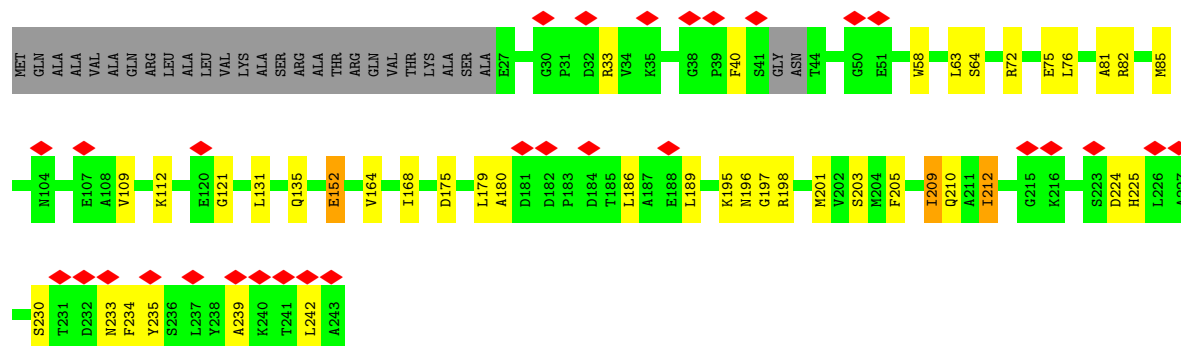 MET GLN ALA ALA VAL ALA GLN ARG LEU ALA LEU VAL LYS ALA SER ARG ALA THR ARG GLN VAL THR LYS ALA SER ALA E27 G30 P31 D32 R33 V34 K35 G38 P39 F40 S41 GLY ASN T44 G50 E51 W58 L63 S64 R72 E75 L76 A81 R82 M85
N104 E107 A108 V109 K112 E120 G121 L131 Q135 E152 V164 I168 D175 L179 A180 D181 D182 P183 D184 T185 L186 A187 E188 L189 K195 N196 G197 R198 M201 V202 S203 M204 F205 I209 Q210 A211 I212 G215 K216 S223 D224 H225 L226
S230 T231 D232 N233 F234 Y235 S236 L237 Y238 A239 K240 T241 L242 A243